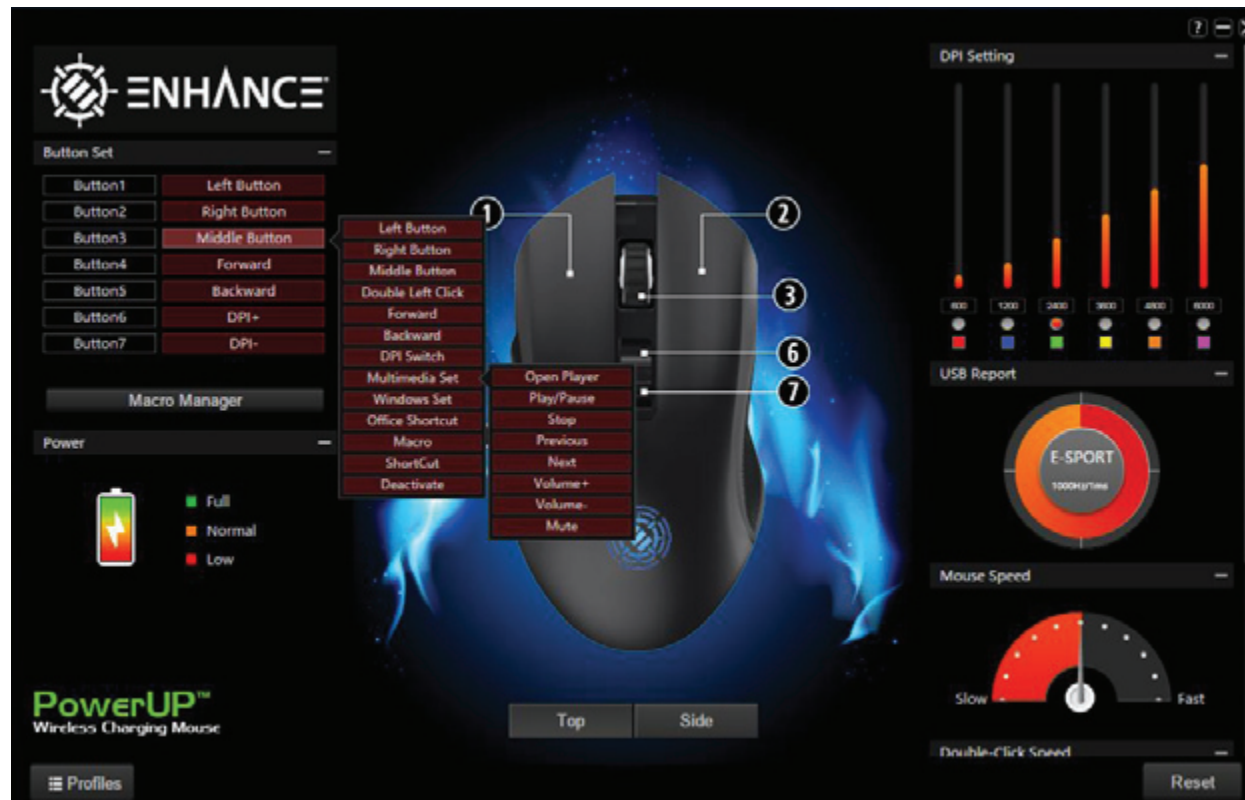 ?
ENHANCE
Button Set
Button1 Left Button
Button2 Right Button
Button3 Middle Button
Button4 Forward
Button5 Backward
Button6 DPI+
Button7 DPI-
Macro Manager
Power
Full
Normal
Low
PowerUP™
Wireless Charging Mouse
Profiles
Left Button
Right Button
Middle Button
Double Left Click
Forward
Backward
DPI Switch
Multimedia Set
Windows Set
Office Shortcut
Macro
ShortCut
Deactivate
Open Player
Play/Pause
Stop
Previous
Next
Volume+
Volume-
Mute
1
2
3
6
7
Top
Side
DPI Setting
1200 2400 3600 4800 6000
USB Report
E-SPORT
1000Hz/1ms
Mouse Speed
Slow
Fast
Double-Click Speed
Reset